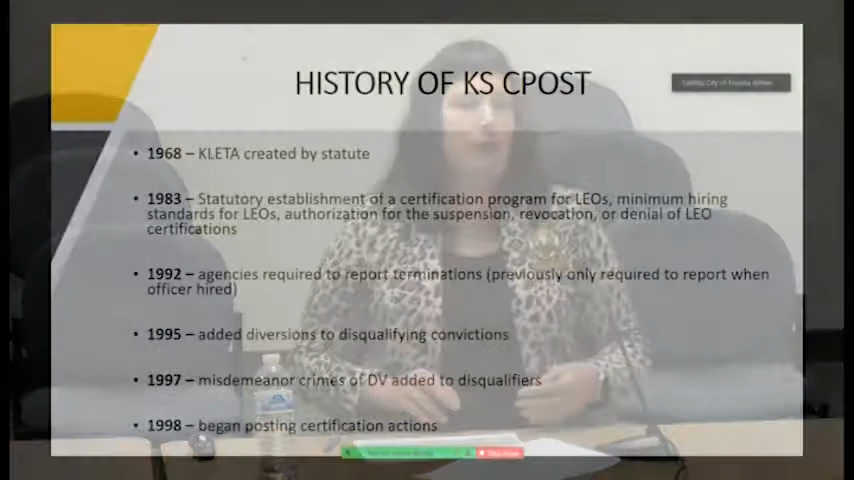 HISTORY OF KS CPOST
• 1968 – KLETA created by statute
• 1983 – Statutory establishment of a certification program for LEOs, minimum hiring
standards for LEOs, authorization for the suspension, revocation, or denial of LEO
certifications
• 1992 – agencies required to report terminations (previously only required to report when
officer hired)
• 1995 – added diversions to disqualifying convictions
• 1997 – misdemeanor crimes of DV added to disqualifiers
• 1998 – began posting certification actions